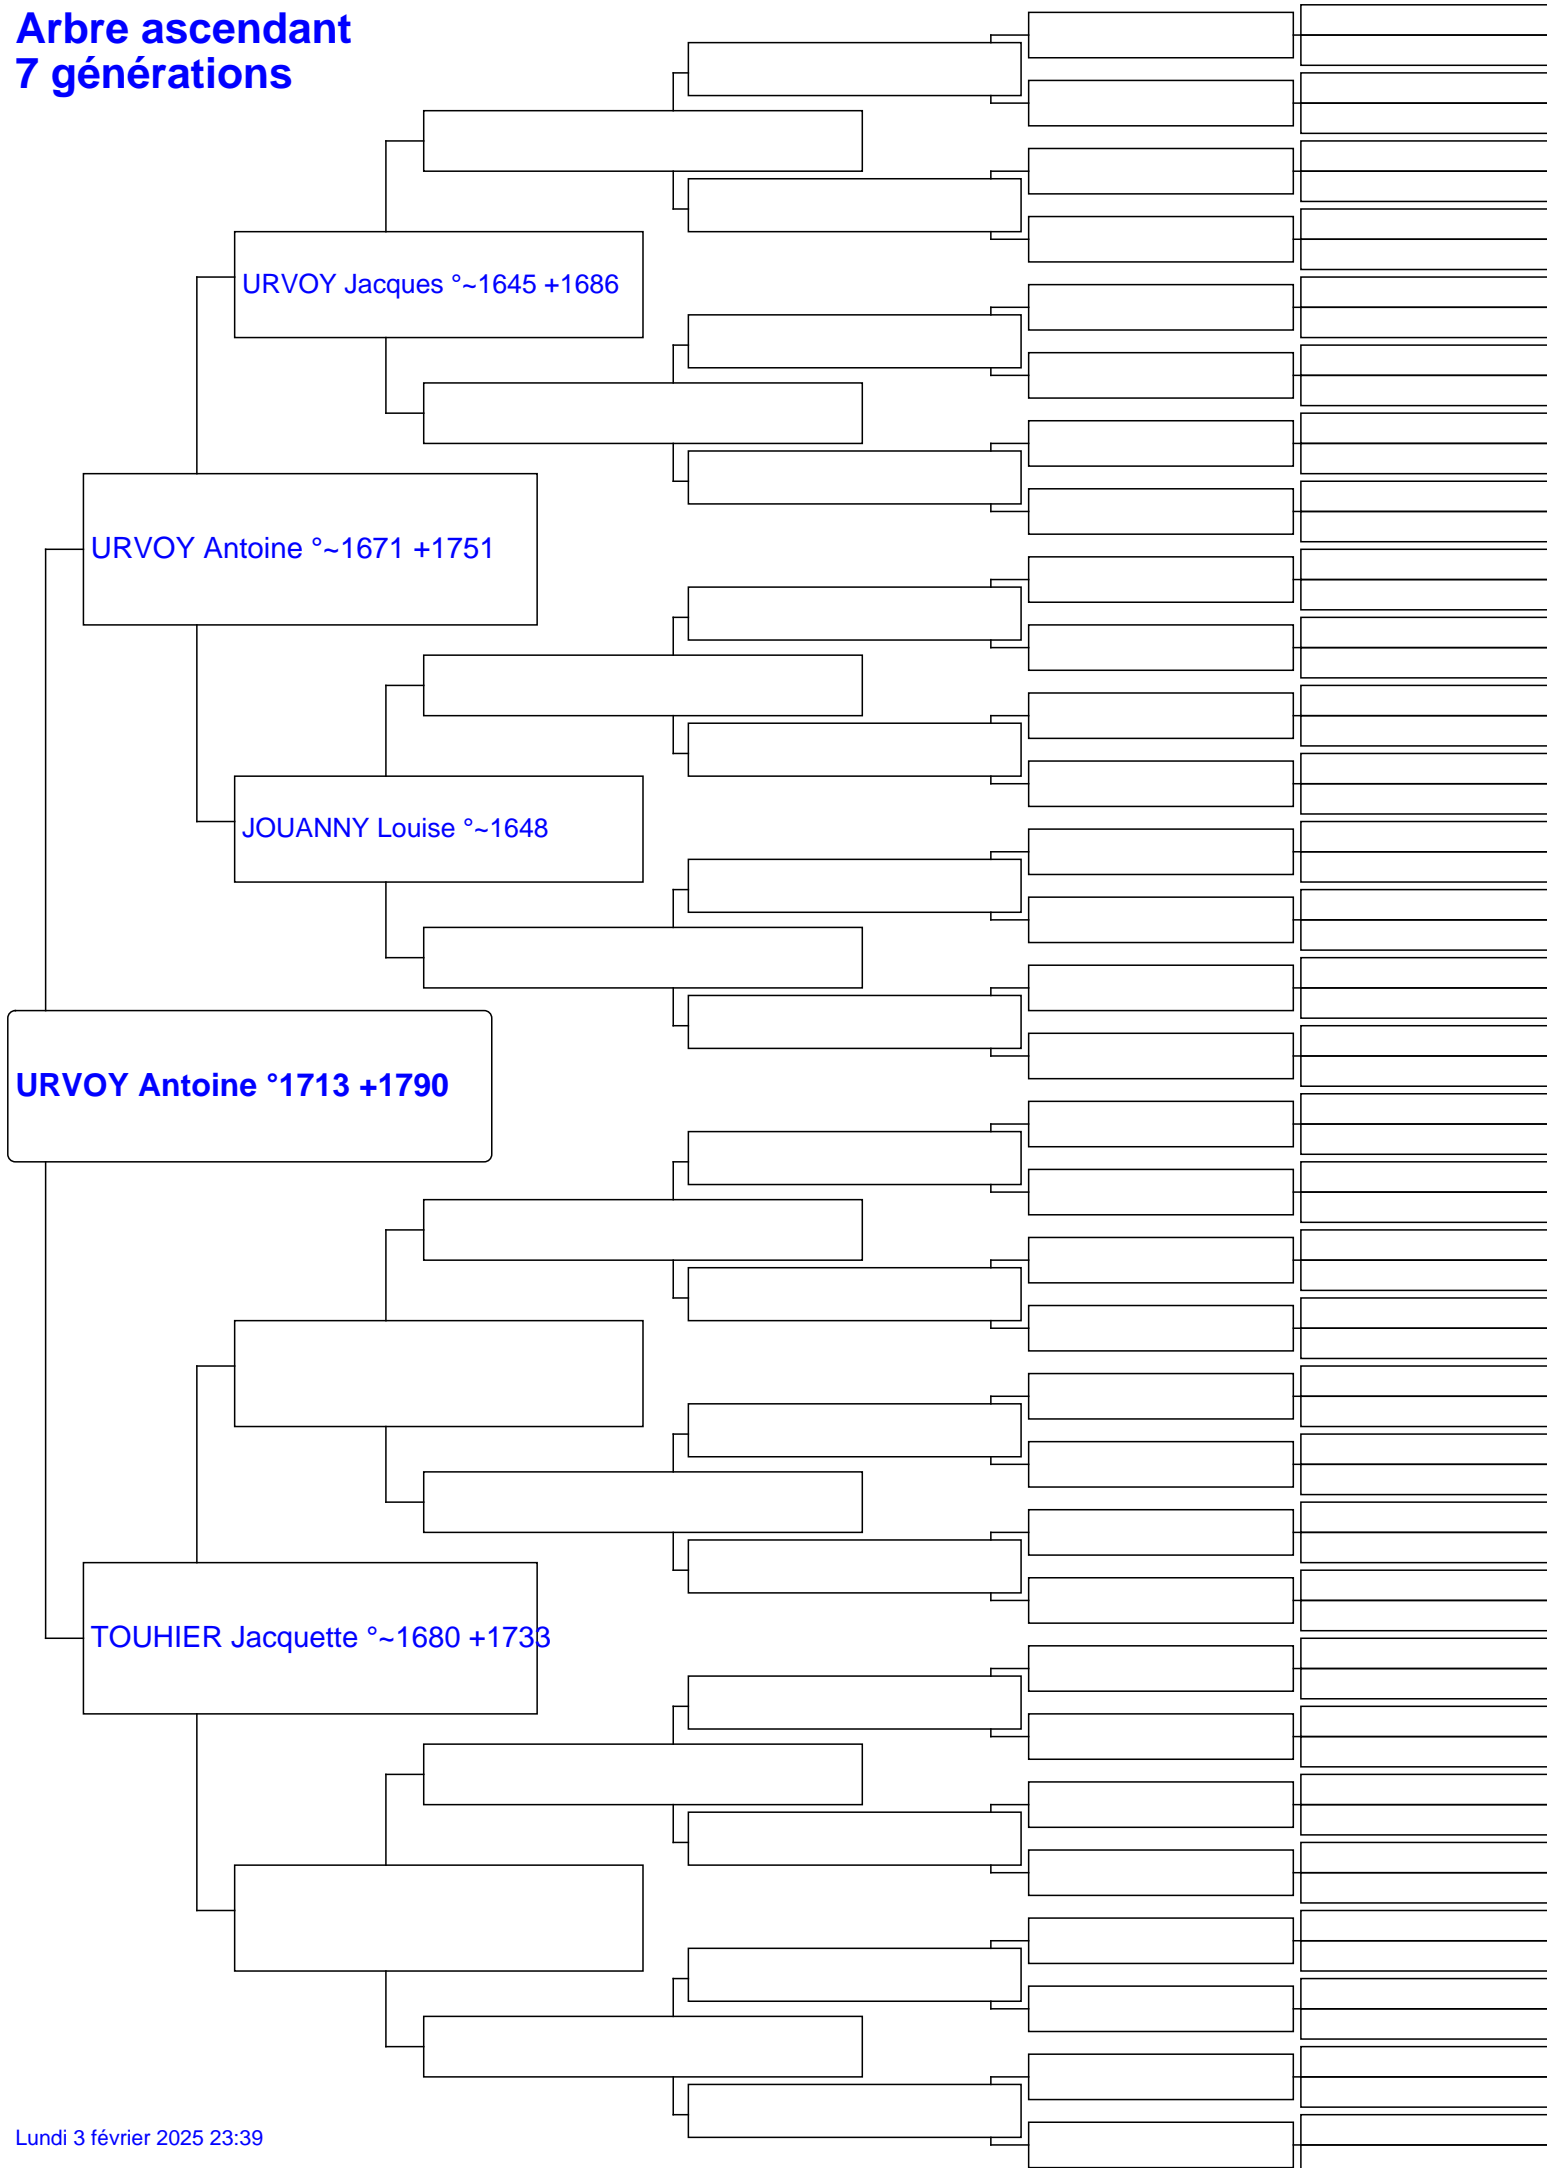 Arbre ascendant
7 générations
URVOY Jacques °~1645 +1686
URVOY Antoine °~1671 +1751
JOUANNY Louise °~1648
URVOY Antoine °1713 +1790
TOUHIER Jacquette °~1680 +1733
Lundi 3 février 2025 23:39